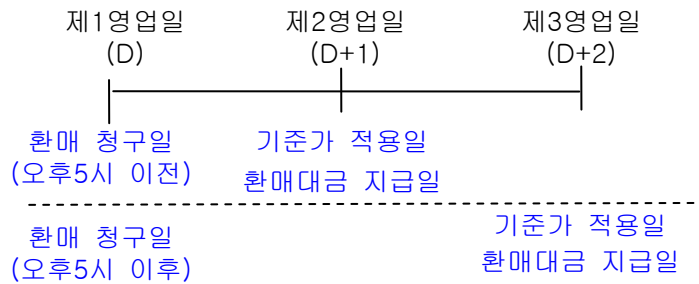 제1영업일 제2영업일 제3영업일
(D) (D+1) (D+2)
환매 청구일 기준가 적용일
(오후5시 이전) 환매대금 지급일
환매 청구일 기준가 적용일
(오후5시 이후) 환매대금 지급일